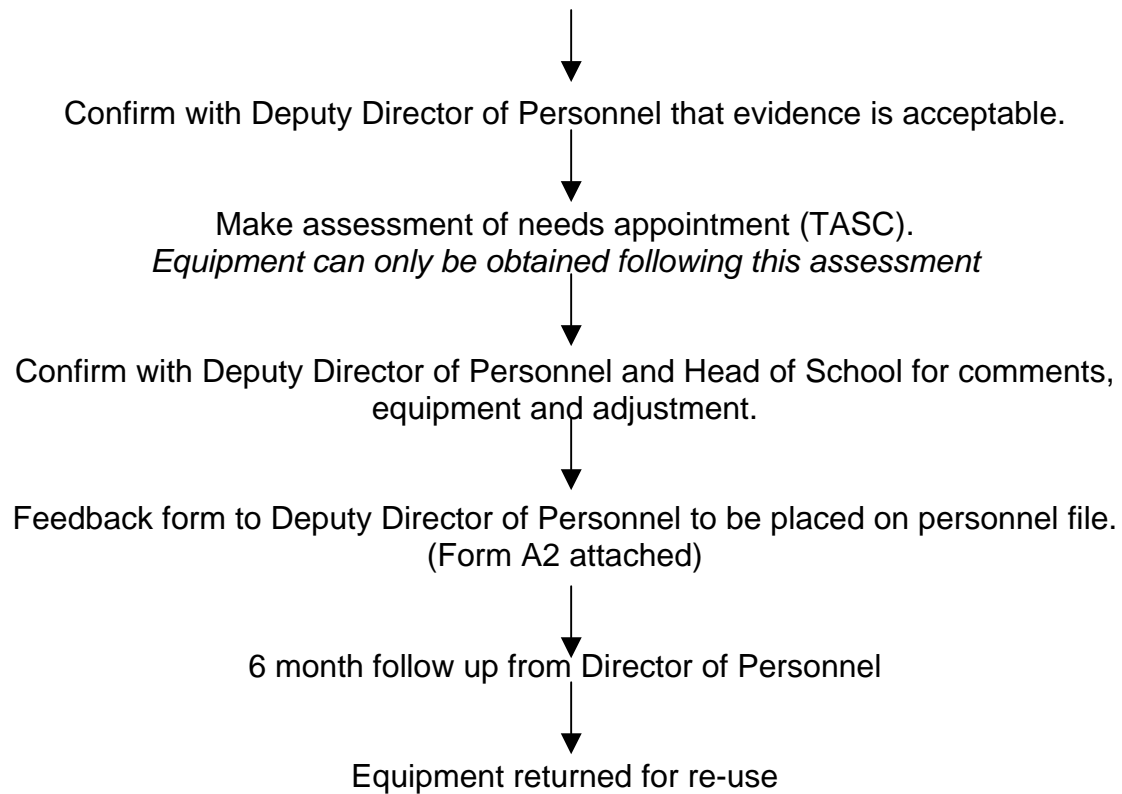 Confirm with Deputy Director of Personnel that evidence is acceptable.
Make assessment of needs appointment (TASC).
Equipment can only be obtained following this assessment
Confirm with Deputy Director of Personnel and Head of School for comments,
equipment and adjustment.
Feedback form to Deputy Director of Personnel to be placed on personnel file.
(Form A2 attached)
6 month follow up from Director of Personnel
Equipment returned for re-use